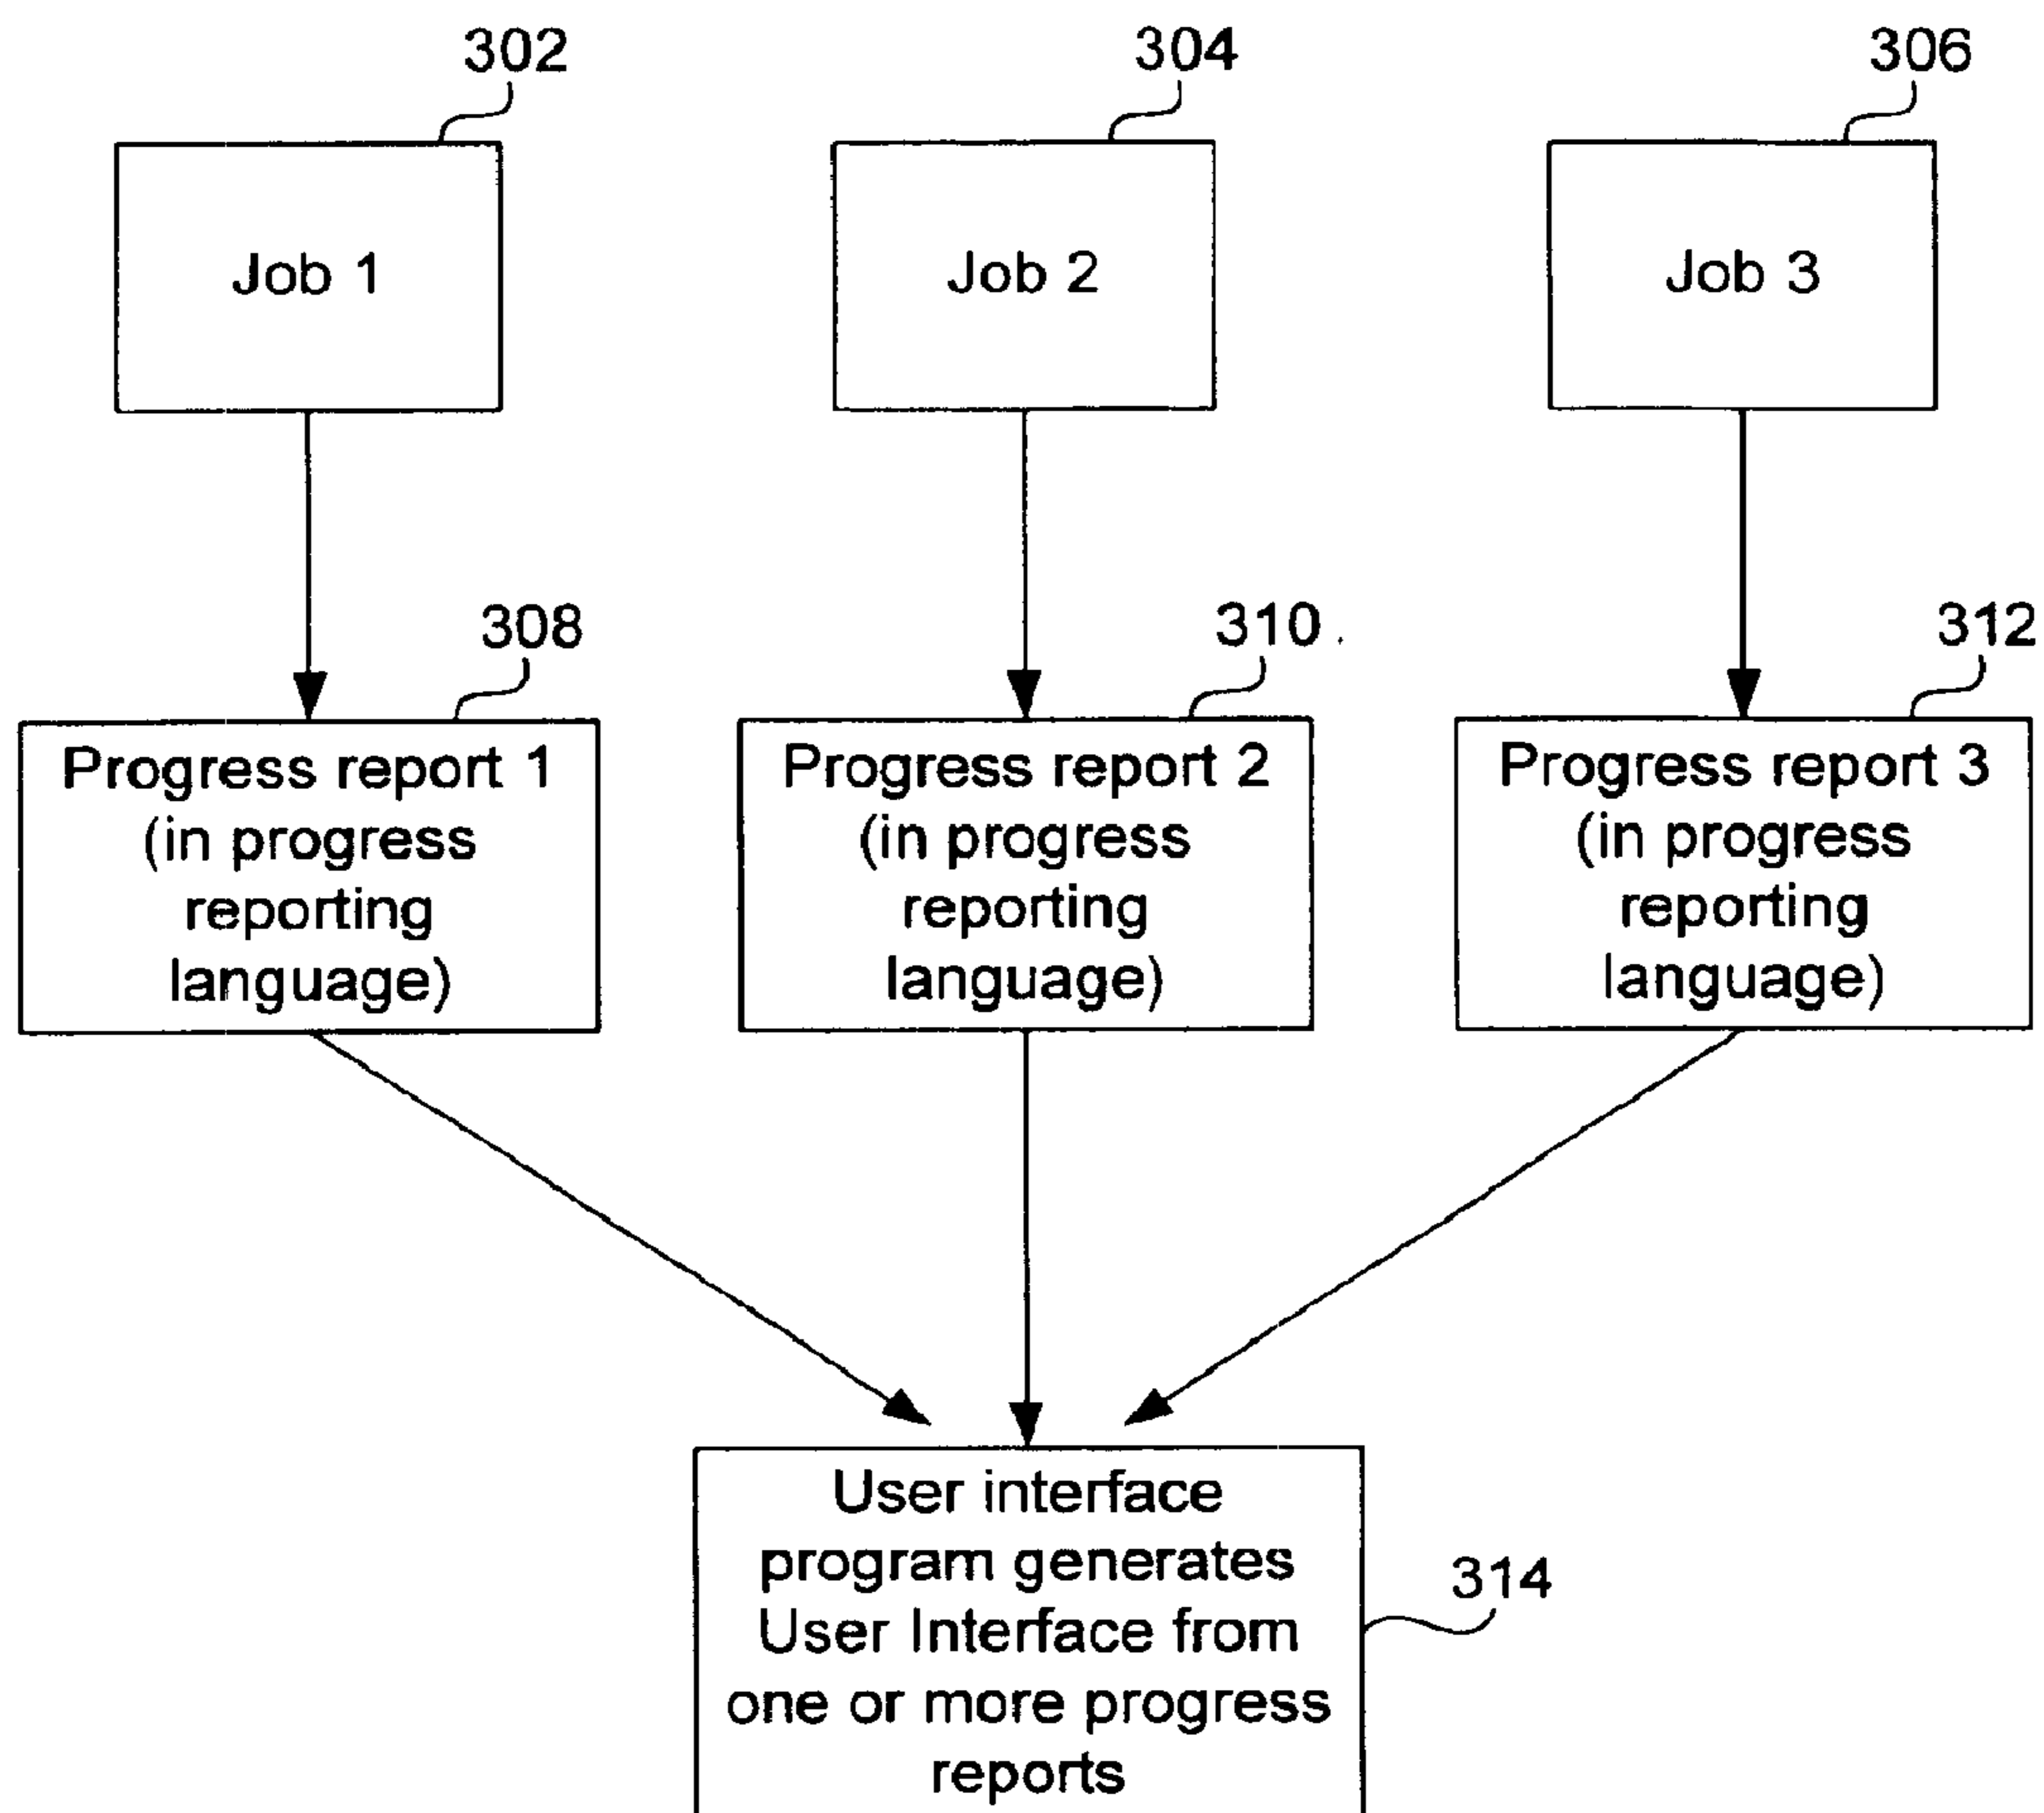 302
304
306
Job 1
Job 2
Job 3
308
310
312
Progress report 1
(in progress
reporting
language)
Progress report 2
(in progress
reporting
language)
Progress report 3
(in progress
reporting
language)
User interface
program generates
User Interface from
one or more progress
reports
314